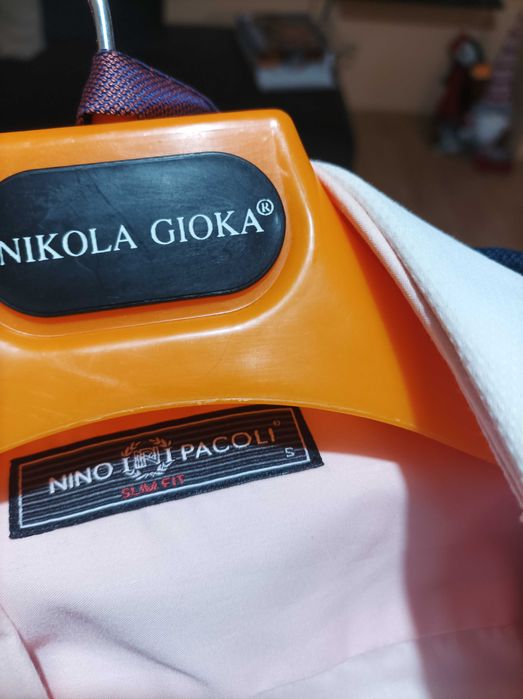 NIKOLA GIOKA®
NINO PACOLI
SLIM FIT
S